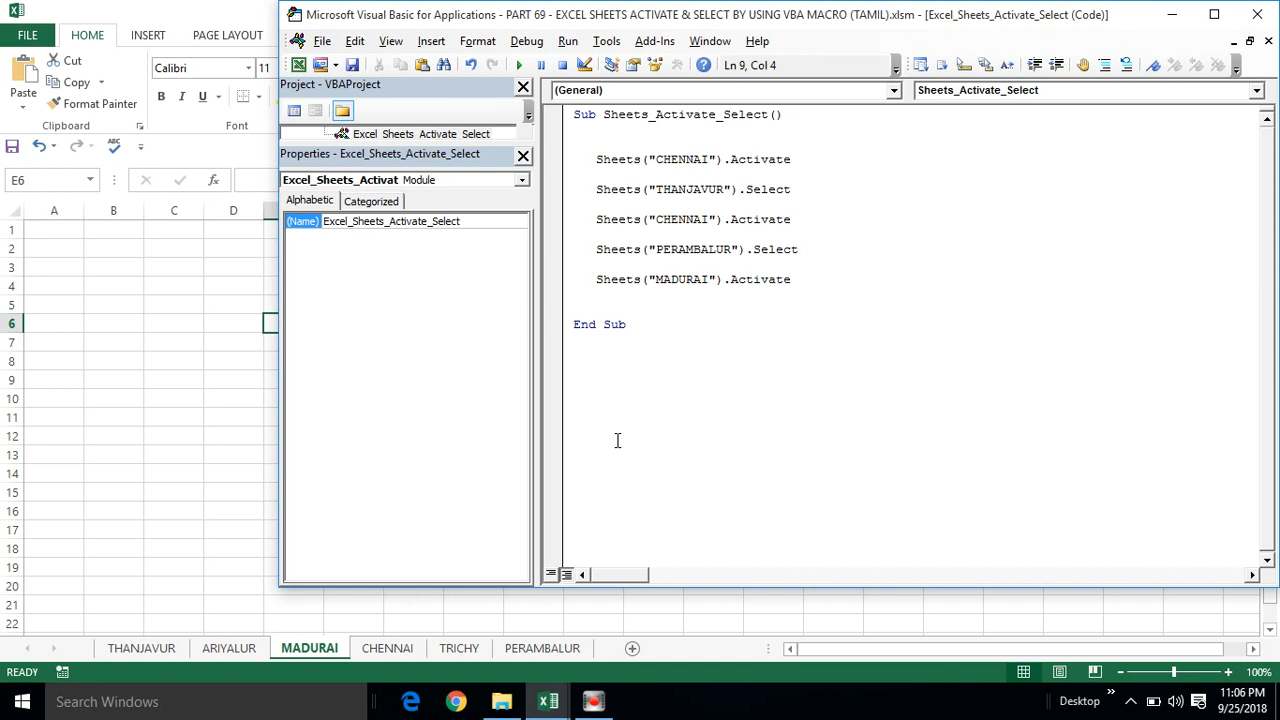 Microsoft Visual Basic for Applications - PART 69 - EXCEL SHEETS ACTIVATE & SELECT BY USING VBA MACRO (TAMIL).xlsm - [Excel_Sheets_Activate_Select (Code)]
FILE HOME INSERT PAGE LAYOUT
File Edit View Insert Format Debug Run Tools Add-Ins Window Help
Paste Cut
Copy
Format Painter
Calibri 11
B I U
Clipboard Font
Ln 9, Col 4
Project - VBAProject
Excel_Sheets_Activate_Select
Properties - Excel_Sheets_Activate_Select
Excel_Sheets_Activat Module
Alphabetic Categorized
(Name) Excel_Sheets_Activate_Select
(General) Sheets_Activate_Select
Sub Sheets_Activate_Select()
Sheets("CHENNAI").Activate
Sheets("THANJAVUR").Select
Sheets("CHENNAI").Activate
Sheets("PERAMBALUR").Select
Sheets("MADURAI").Activate
End Sub
E6 fx
A B C D
1
2
3
4
5
6
7
8
9
10
11
12
13
14
15
16
17
18
19
20
21
22
THANJAVUR ARIYALUR MADURAI CHENNAI TRICHY PERAMBALUR
READY 100%
Search Windows Desktop 11:06 PM
9/25/2018